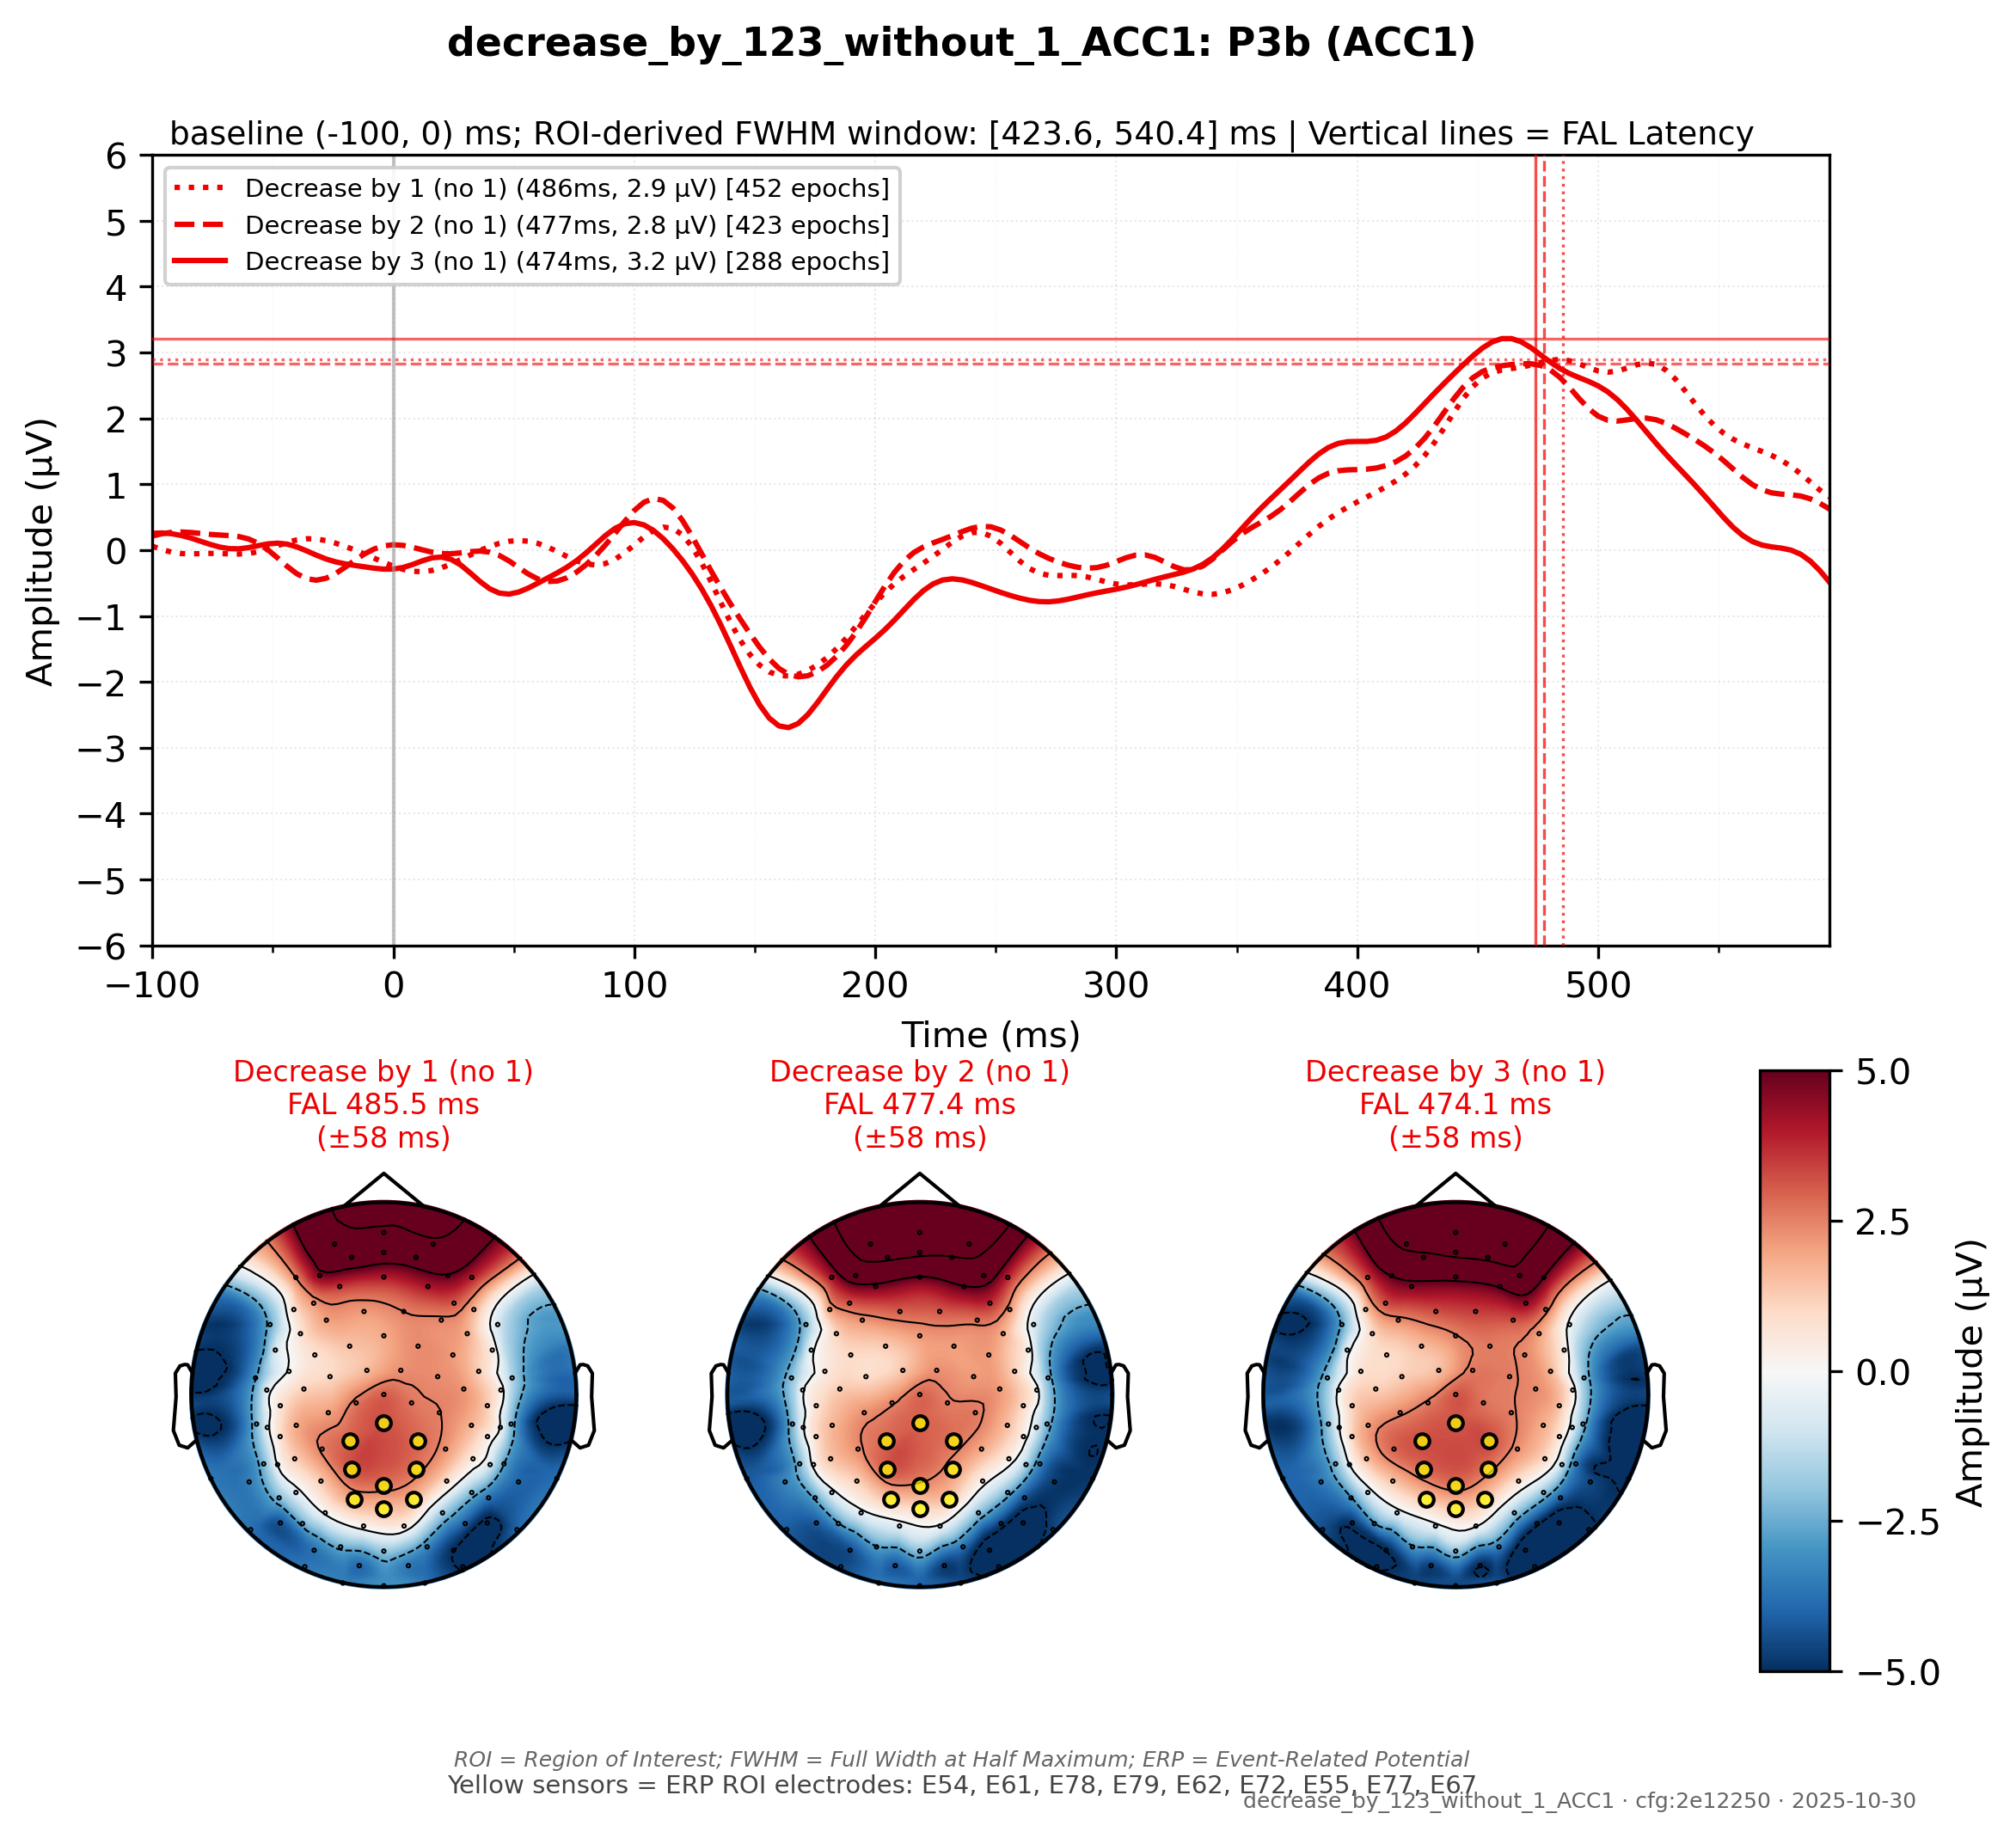 decrease_by_123_without_1_ACC1: P3b (ACC1)
baseline (-100, 0) ms; ROI-derived FWHM window: [423.6, 540.4] ms | Vertical lines = FAL Latency
Decrease by 1 (no 1) (486ms, 2.9 µV) [452 epochs]
Decrease by 2 (no 1) (477ms, 2.8 µV) [423 epochs]
Decrease by 3 (no 1) (474ms, 3.2 µV) [288 epochs]
Amplitude (µV)
6
5
4
3
2
1
0
−1
−2
−3
−4
−5
−6
−100 0 100 200 300 400 500
Time (ms)
Decrease by 1 (no 1)
FAL 485.5 ms
(±58 ms)
Decrease by 2 (no 1)
FAL 477.4 ms
(±58 ms)
Decrease by 3 (no 1)
FAL 474.1 ms
(±58 ms)
5.0
2.5
0.0
−2.5
−5.0
Amplitude (µV)
ROI = Region of Interest; FWHM = Full Width at Half Maximum; ERP = Event-Related Potential
Yellow sensors = ERP ROI electrodes: E54, E61, E78, E79, E62, E72, E55, E77, E67
decrease_by_123_without_1_ACC1 · cfg:2e12250 · 2025-10-30